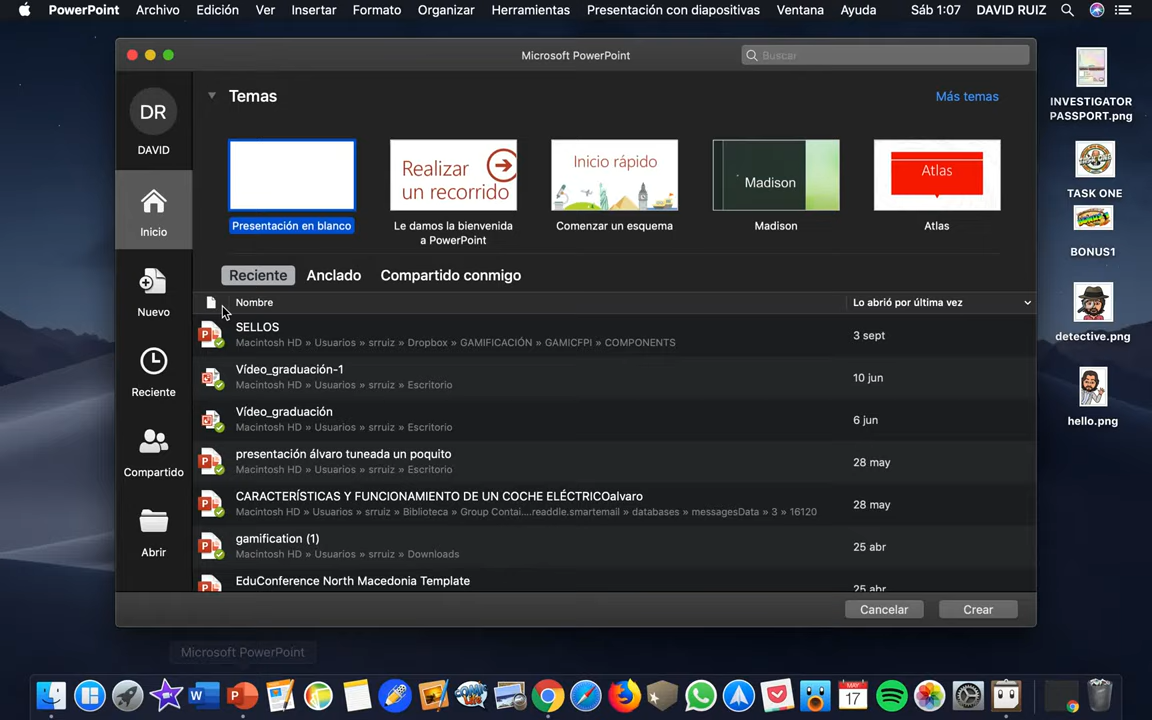 PowerPoint Archivo Edición Ver Insertar Formato Organizar Herramientas Presentación con diapositivas Ventana Ayuda Sáb 1:07 DAVID RUIZ
Microsoft PowerPoint
Buscar
DR
DAVID
Inicio
Nuevo
Reciente
Compartido
Abrir
Temas
Más temas
Realizar
un recorrido
Inicio rápido
Madison
Atlas
Presentación en blanco
Le damos la bienvenida
a PowerPoint
Comenzar un esquema
Madison
Atlas
Reciente Anclado Compartido conmigo
Nombre Lo abrió por última vez
SELLOS
Macintosh HD » Usuarios » srruiz » Dropbox » GAMIFICACIÓN » GAMICFPI » COMPONENTS
3 sept
Vídeo_graduación-1
Macintosh HD » Usuarios » srruiz » Escritorio
10 jun
Vídeo_graduación
Macintosh HD » Usuarios » srruiz » Escritorio
6 jun
presentación álvaro tuneada un poquito
Macintosh HD » Usuarios » srruiz » Escritorio
28 may
CARACTERÍSTICAS Y FUNCIONAMIENTO DE UN COCHE ELÉCTRICOalvaro
Macintosh HD » Usuarios » srruiz » Biblioteca » Group Contai....readdle.smartemail » databases » messagesData » 3 » 16120
28 may
gamification (1)
Macintosh HD » Usuarios » srruiz » Downloads
25 abr
EduConference North Macedonia Template
25 abr
Cancelar Crear
Microsoft PowerPoint
INVESTIGATOR
PASSPORT.png
TASK ONE
BONUS1
detective.png
hello.png
17